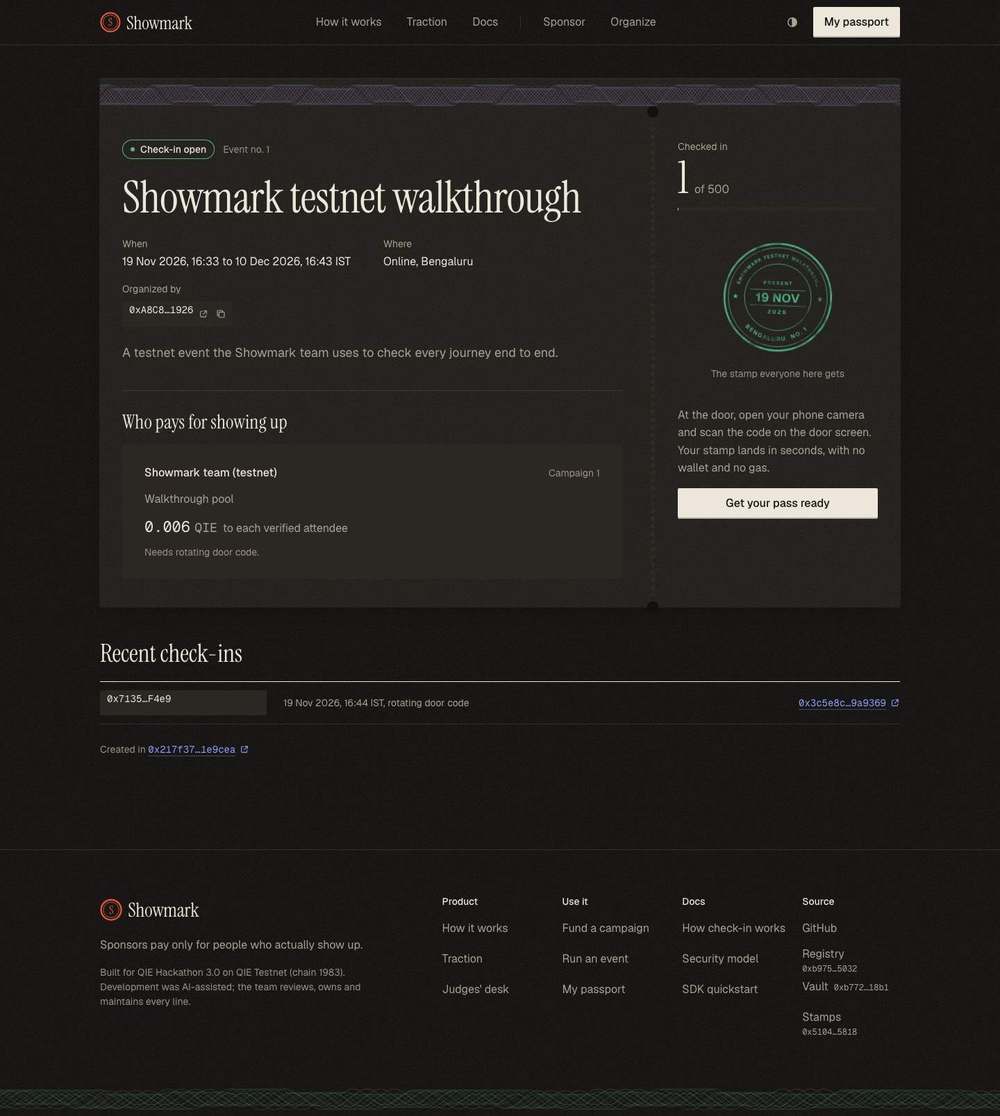 Showmark
How it works
Traction
Docs
Sponsor
Organize
My passport
Check-in open
Event no. 1
Showmark testnet walkthrough
When
19 Nov 2026, 16:33 to 10 Dec 2026, 16:43 IST
Where
Online, Bengaluru
Organized by
0xA8C8…1926
A testnet event the Showmark team uses to check every journey end to end.
Who pays for showing up
Showmark team (testnet)
Campaign 1
Walkthrough pool
0.006 QIE to each verified attendee
Needs rotating door code.
Checked in
1 of 500
SHOWMARK TESTNET WALKTHROUGH
PRESENT
19 NOV
2026
BENGALURU NO. 1
The stamp everyone here gets
At the door, open your phone camera
and scan the code on the door screen.
Your stamp lands in seconds, with no
wallet and no gas.
Get your pass ready
Recent check-ins
0x7135…F4e9
19 Nov 2026, 16:44 IST, rotating door code
0x3c5e8c…9a9369
Created in 0x217f37…1e9cea
Showmark
Sponsors pay only for people who actually show up.
Built for QIE Hackathon 3.0 on QIE Testnet (chain 1983).
Development was AI-assisted; the team reviews, owns and
maintains every line.
Product
How it works
Traction
Judges' desk
Use it
Fund a campaign
Run an event
My passport
Docs
How check-in works
Security model
SDK quickstart
Source
GitHub
Registry
0xb975…5032
Vault 0xb772…18b1
Stamps
0x5104…5818